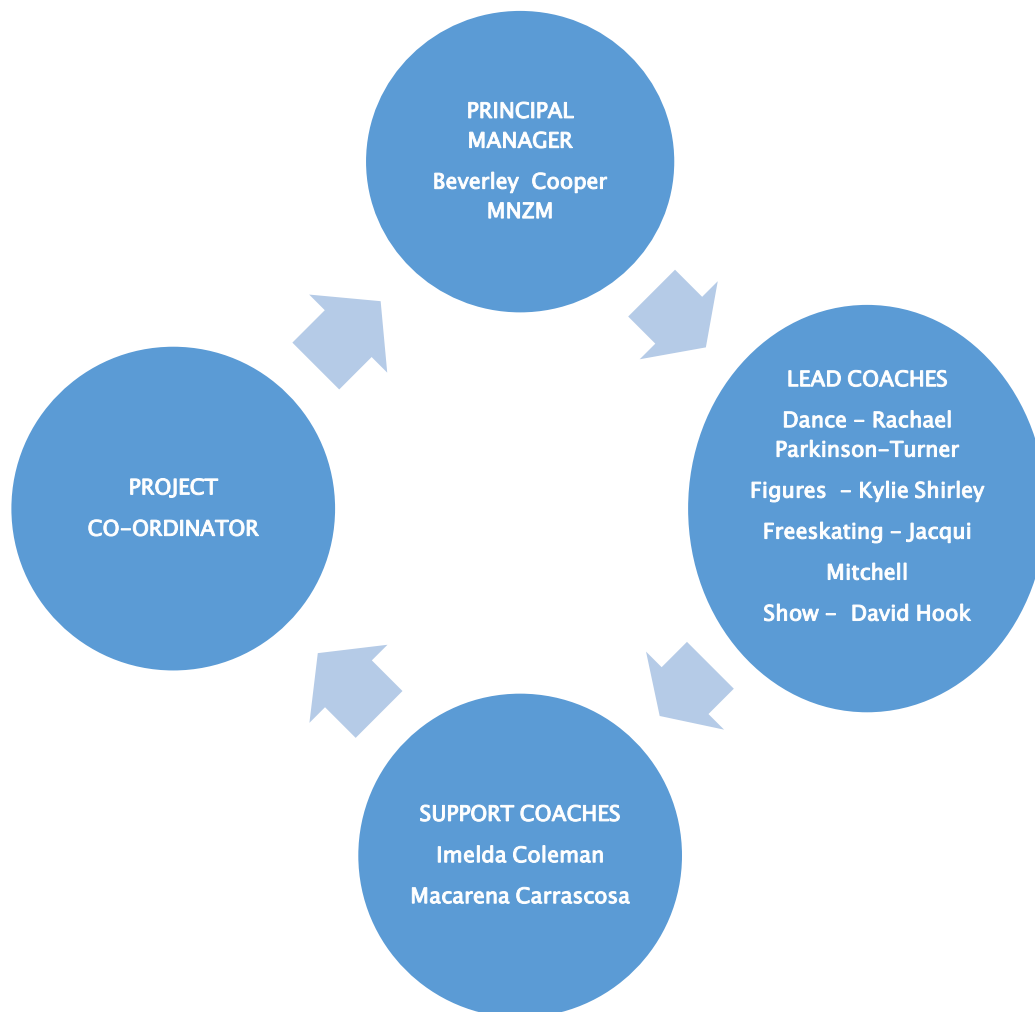 PRINCIPAL
MANAGER
Beverley  Cooper
MNZM
LEAD COACHES
Dance – Rachael
Parkinson–Turner
Figures  – Kylie Shirley
Freeskating – Jacqui
Mitchell
Show –  David Hook
SUPPORT COACHES
Imelda Coleman
Macarena Carrascosa
PROJECT
CO–ORDINATOR